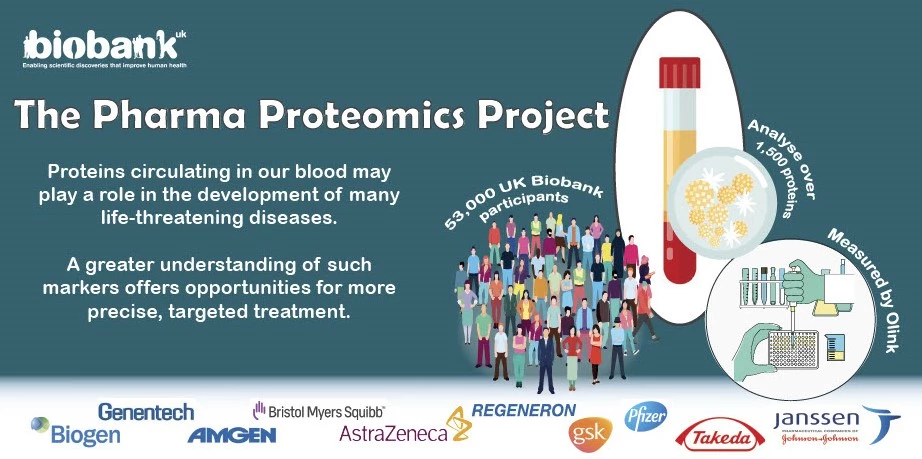 biobank uk
Enabling scientific discoveries that improve human health
The Pharma Proteomics Project
Proteins circulating in our blood may
play a role in the development of many
life-threatening diseases.
A greater understanding of such
markers offers opportunities for more
precise, targeted treatment.
53,000 UK Biobank
participants
Analyse over
1,500 proteins
Measured by Olink
Biogen
Genentech
AMGEN
Bristol Myers Squibb
AstraZeneca
REGENERON
gsk
Pfizer
Takeda
janssen
PHARMACEUTICAL COMPANIES OF
Johnson & Johnson